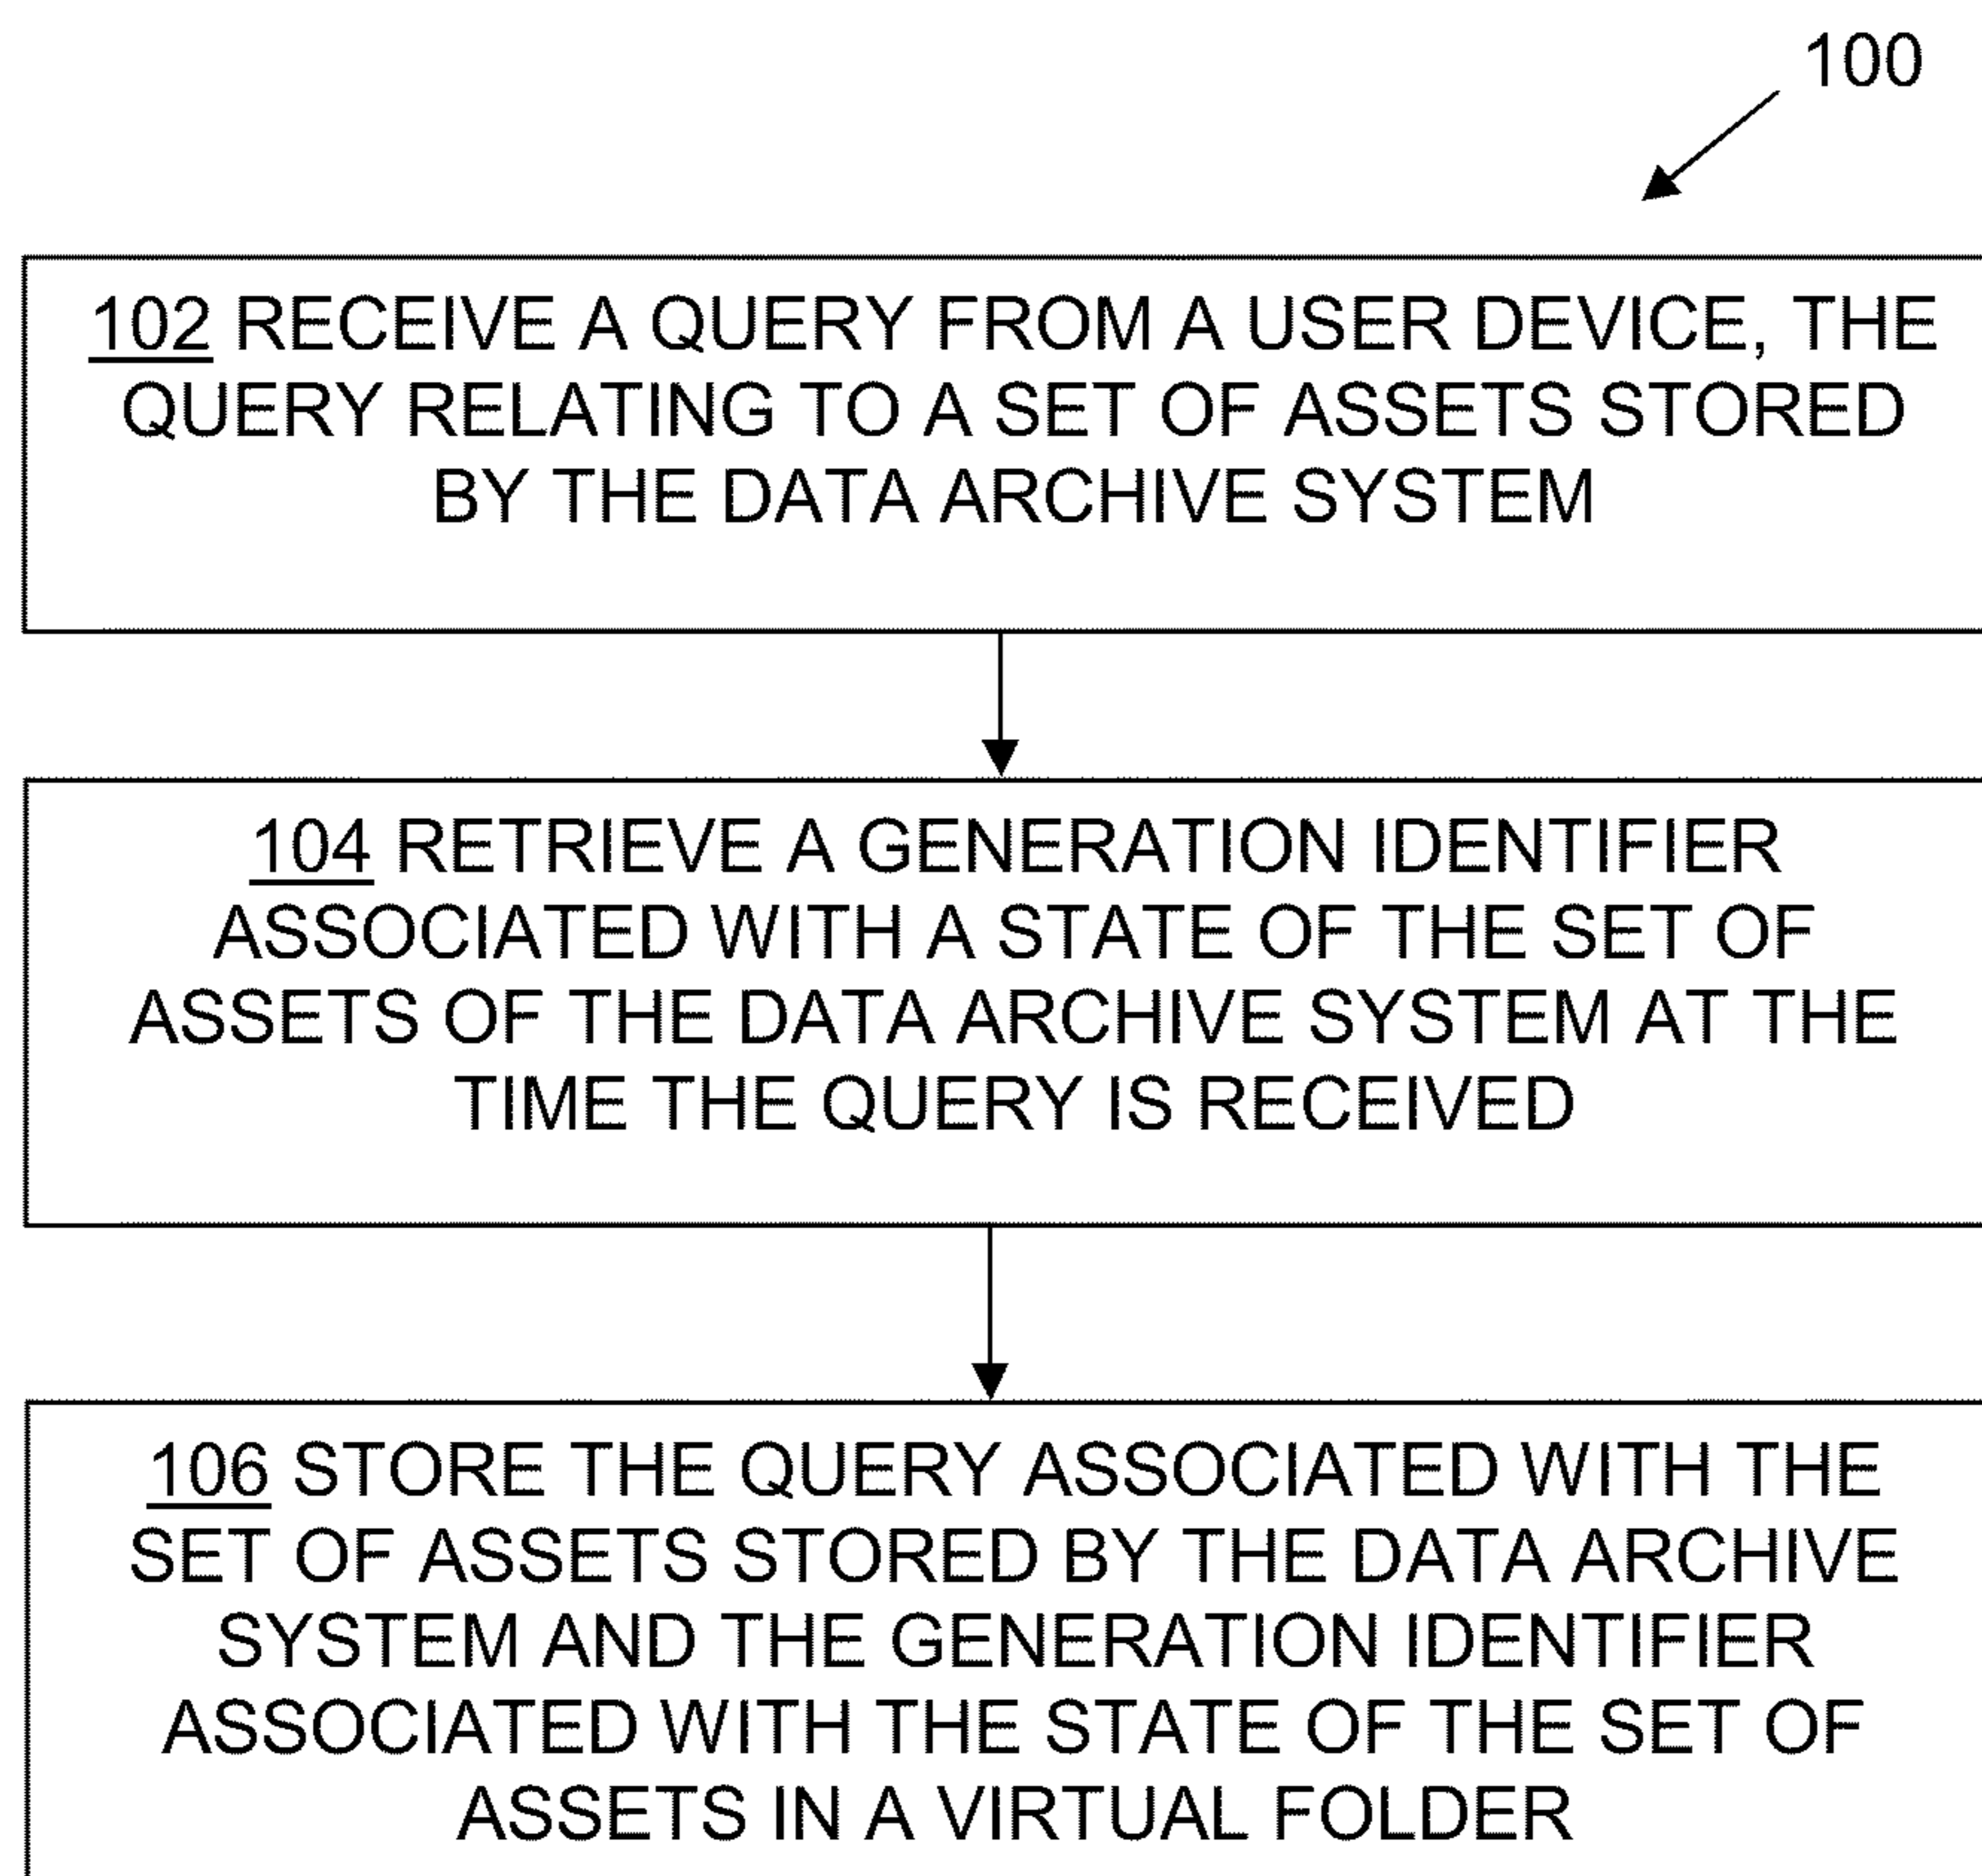 100
102 RECEIVE A QUERY FROM A USER DEVICE, THE
QUERY RELATING TO A SET OF ASSETS STORED
BY THE DATA ARCHIVE SYSTEM
104 RETRIEVE A GENERATION IDENTIFIER
ASSOCIATED WITH A STATE OF THE SET OF
ASSETS OF THE DATA ARCHIVE SYSTEM AT THE
TIME THE QUERY IS RECEIVED
106 STORE THE QUERY ASSOCIATED WITH THE
SET OF ASSETS STORED BY THE DATA ARCHIVE
SYSTEM AND THE GENERATION IDENTIFIER
ASSOCIATED WITH THE STATE OF THE SET OF
ASSETS IN A VIRTUAL FOLDER